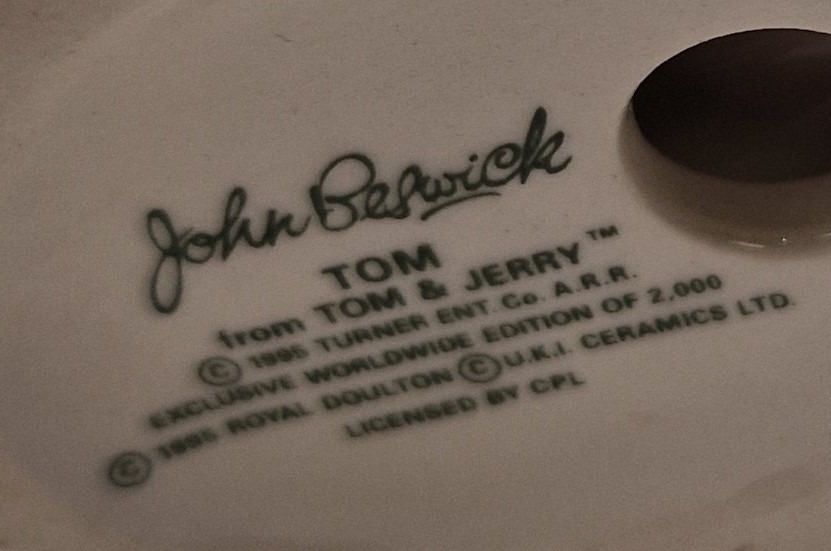 John Beswick
TOM
from TOM & JERRY™
© 1995 TURNER ENT. Co. A.R.R.
EXCLUSIVE WORLDWIDE EDITION OF 2,000
© 1995 ROYAL DOULTON © U.K.I. CERAMICS LTD.
LICENSED BY CPL